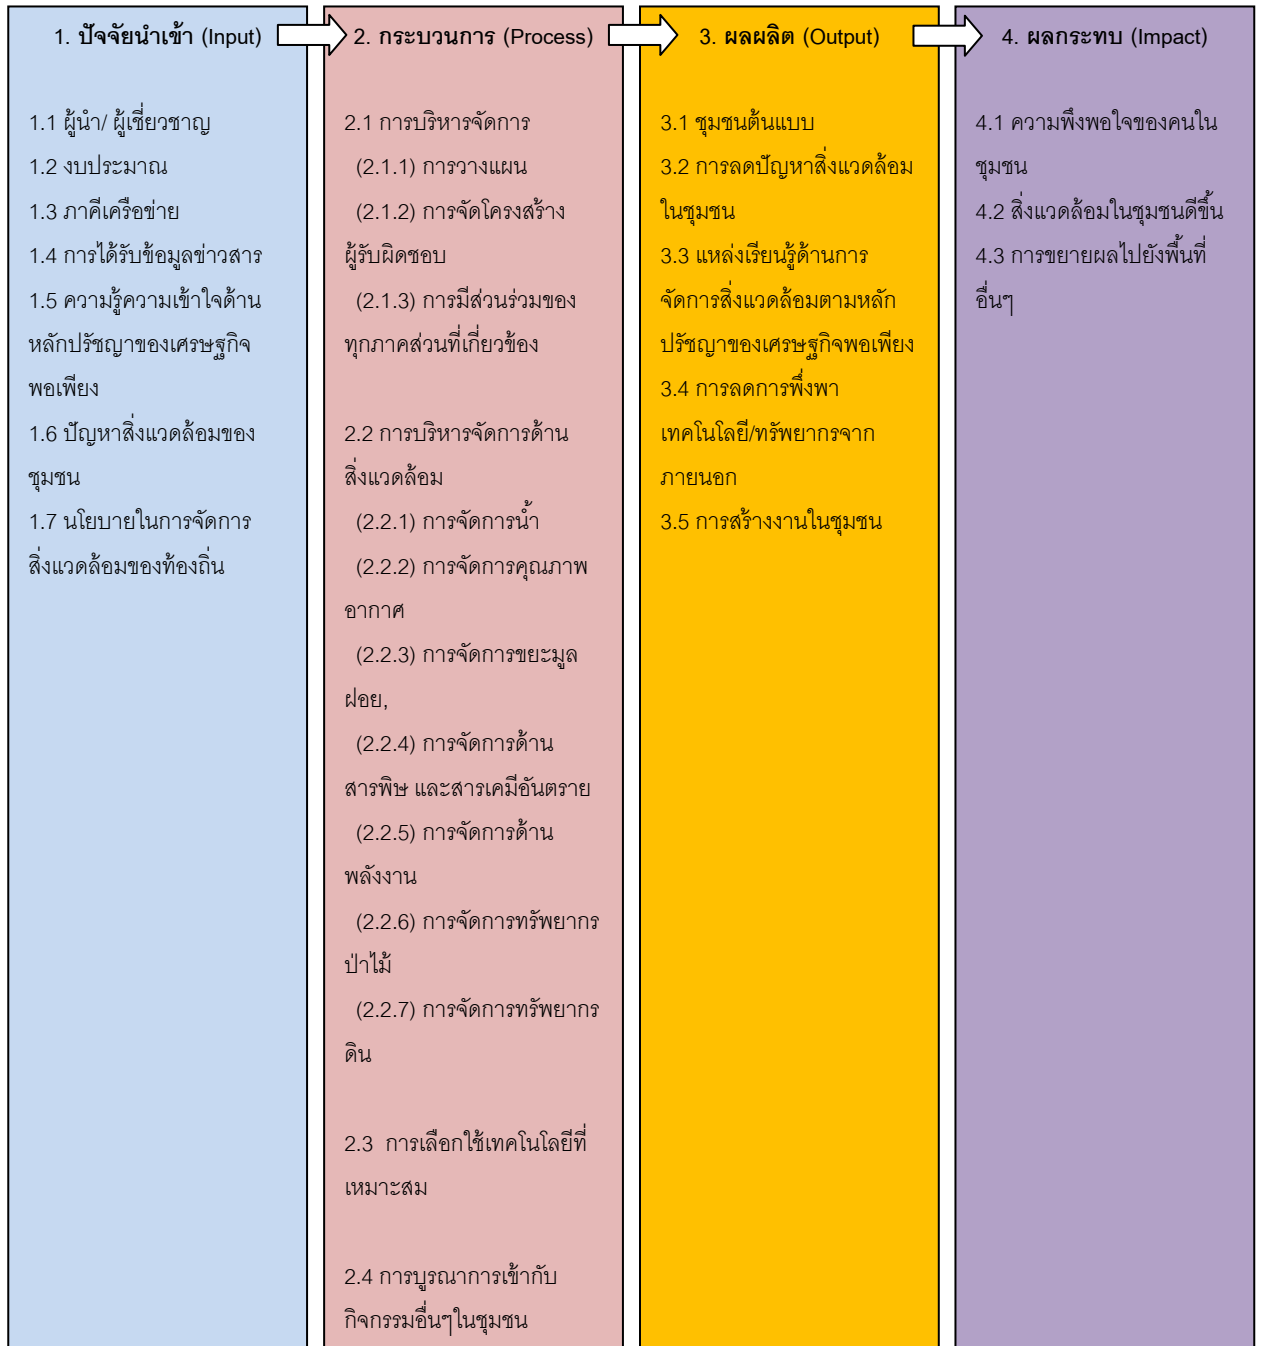 1. ปัจจัยนำเข้า (Input)
1.1 ผู้นำ/ ผู้เชี่ยวชาญ
1.2 งบประมาณ
1.3 ภาคีเครือข่าย
1.4 การได้รับข้อมูลข่าวสาร
1.5 ความรู้ความเข้าใจด้าน
หลักปรัชญาของเศรษฐกิจ
พอเพียง
1.6 ปัญหาสิ่งแวดล้อมของ
ชุมชน
1.7 นโยบายในการจัดการ
สิ่งแวดล้อมของท้องถิ่น
2. กระบวนการ (Process)
2.1 การบริหารจัดการ
(2.1.1) การวางแผน
(2.1.2) การจัดโครงสร้าง
ผู้รับผิดชอบ
(2.1.3) การมีส่วนร่วมของ
ทุกภาคส่วนที่เกี่ยวข้อง
2.2 การบริหารจัดการด้าน
สิ่งแวดล้อม
(2.2.1) การจัดการน้ำ
(2.2.2) การจัดการคุณภาพ
อากาศ
(2.2.3) การจัดการขยะมูล
ฝอย,
(2.2.4) การจัดการด้าน
สารพิษ และสารเคมีอันตราย
(2.2.5) การจัดการด้าน
พลังงาน
(2.2.6) การจัดการทรัพยากร
ป่าไม้
(2.2.7) การจัดการทรัพยากร
ดิน
2.3 การเลือกใช้เทคโนโลยีที่
เหมาะสม
2.4 การบูรณาการเข้ากับ
กิจกรรมอื่นๆในชุมชน
3. ผลผลิต (Output)
3.1 ชุมชนต้นแบบ
3.2 การลดปัญหาสิ่งแวดล้อม
ในชุมชน
3.3 แหล่งเรียนรู้ด้านการ
จัดการสิ่งแวดล้อมตามหลัก
ปรัชญาของเศรษฐกิจพอเพียง
3.4 การลดการพึ่งพา
เทคโนโลยี/ทรัพยากรจาก
ภายนอก
3.5 การสร้างงานในชุมชน
4. ผลกระทบ (Impact)
4.1 ความพึงพอใจของคนใน
ชุมชน
4.2 สิ่งแวดล้อมในชุมชนดีขึ้น
4.3 การขยายผลไปยังพื้นที่
อื่นๆ